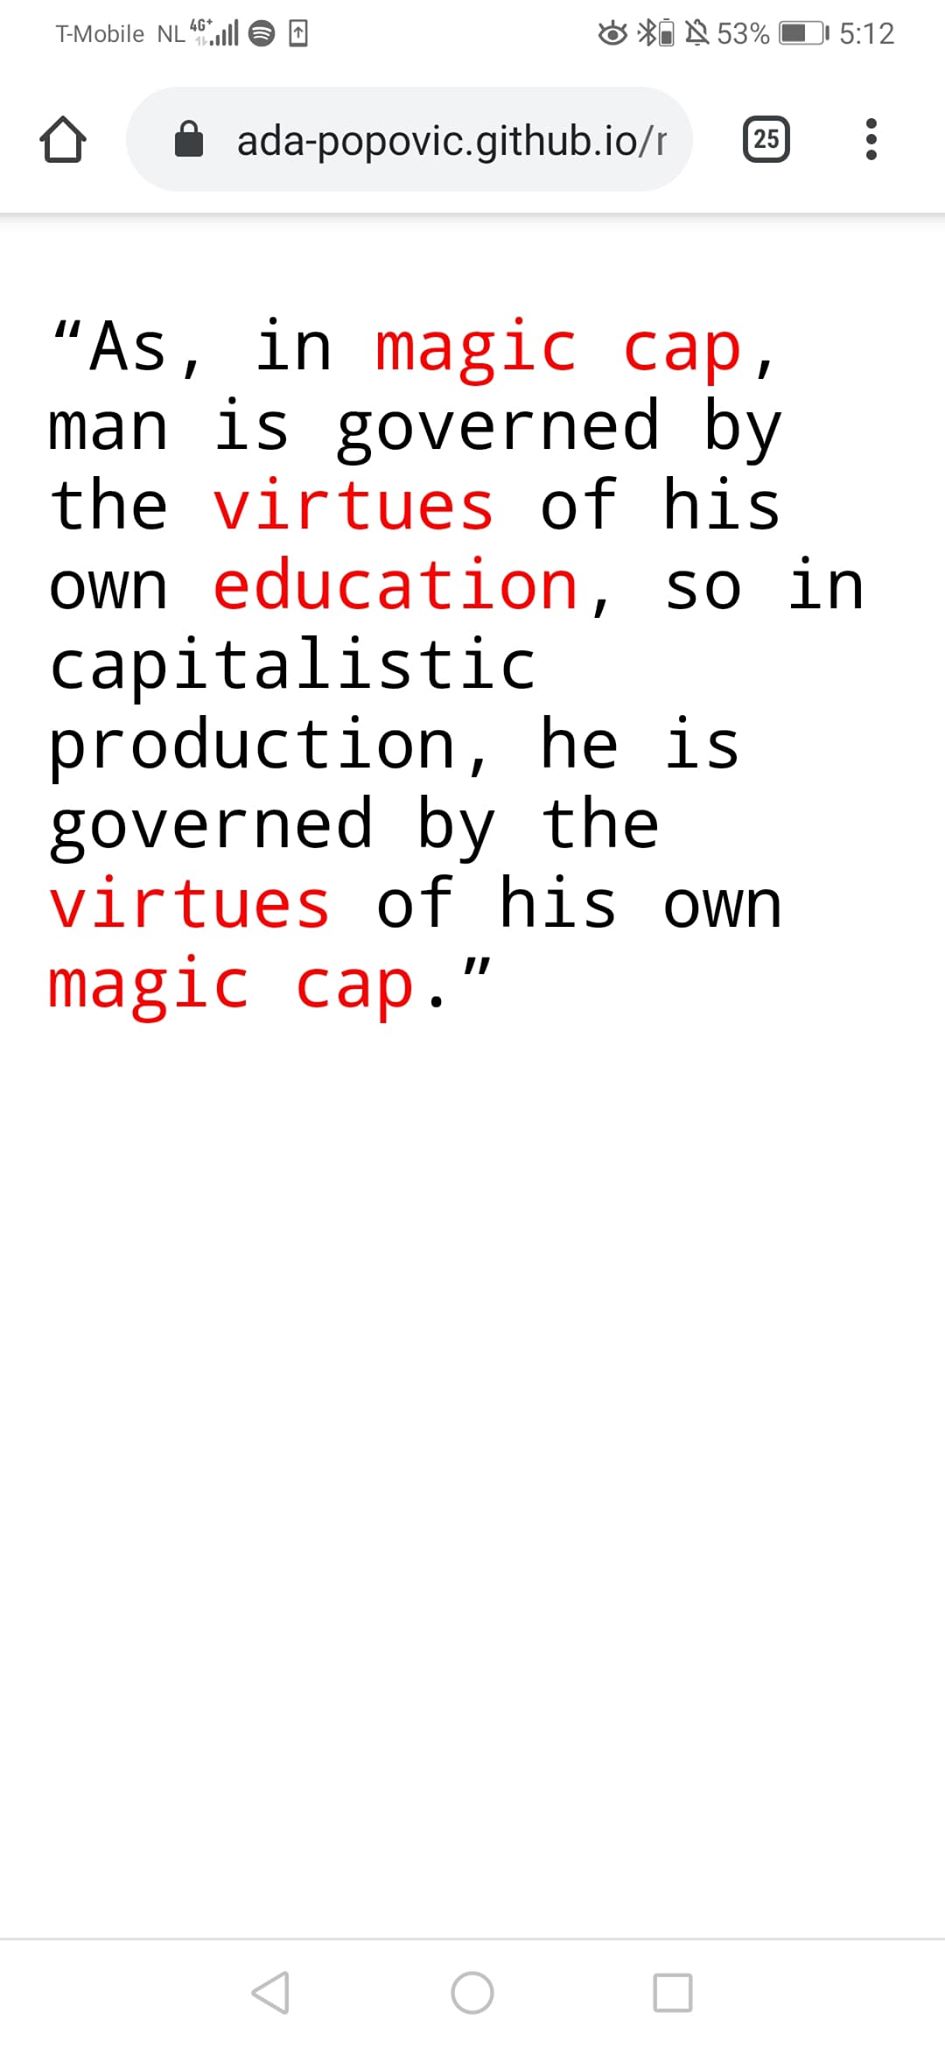 T-Mobile NL 4G+ 53% 5:12
ada-popovic.github.io/r 25
“As, in magic cap,
man is governed by
the virtues of his
own education, so in
capitalistic
production, he is
governed by the
virtues of his own
magic cap.”